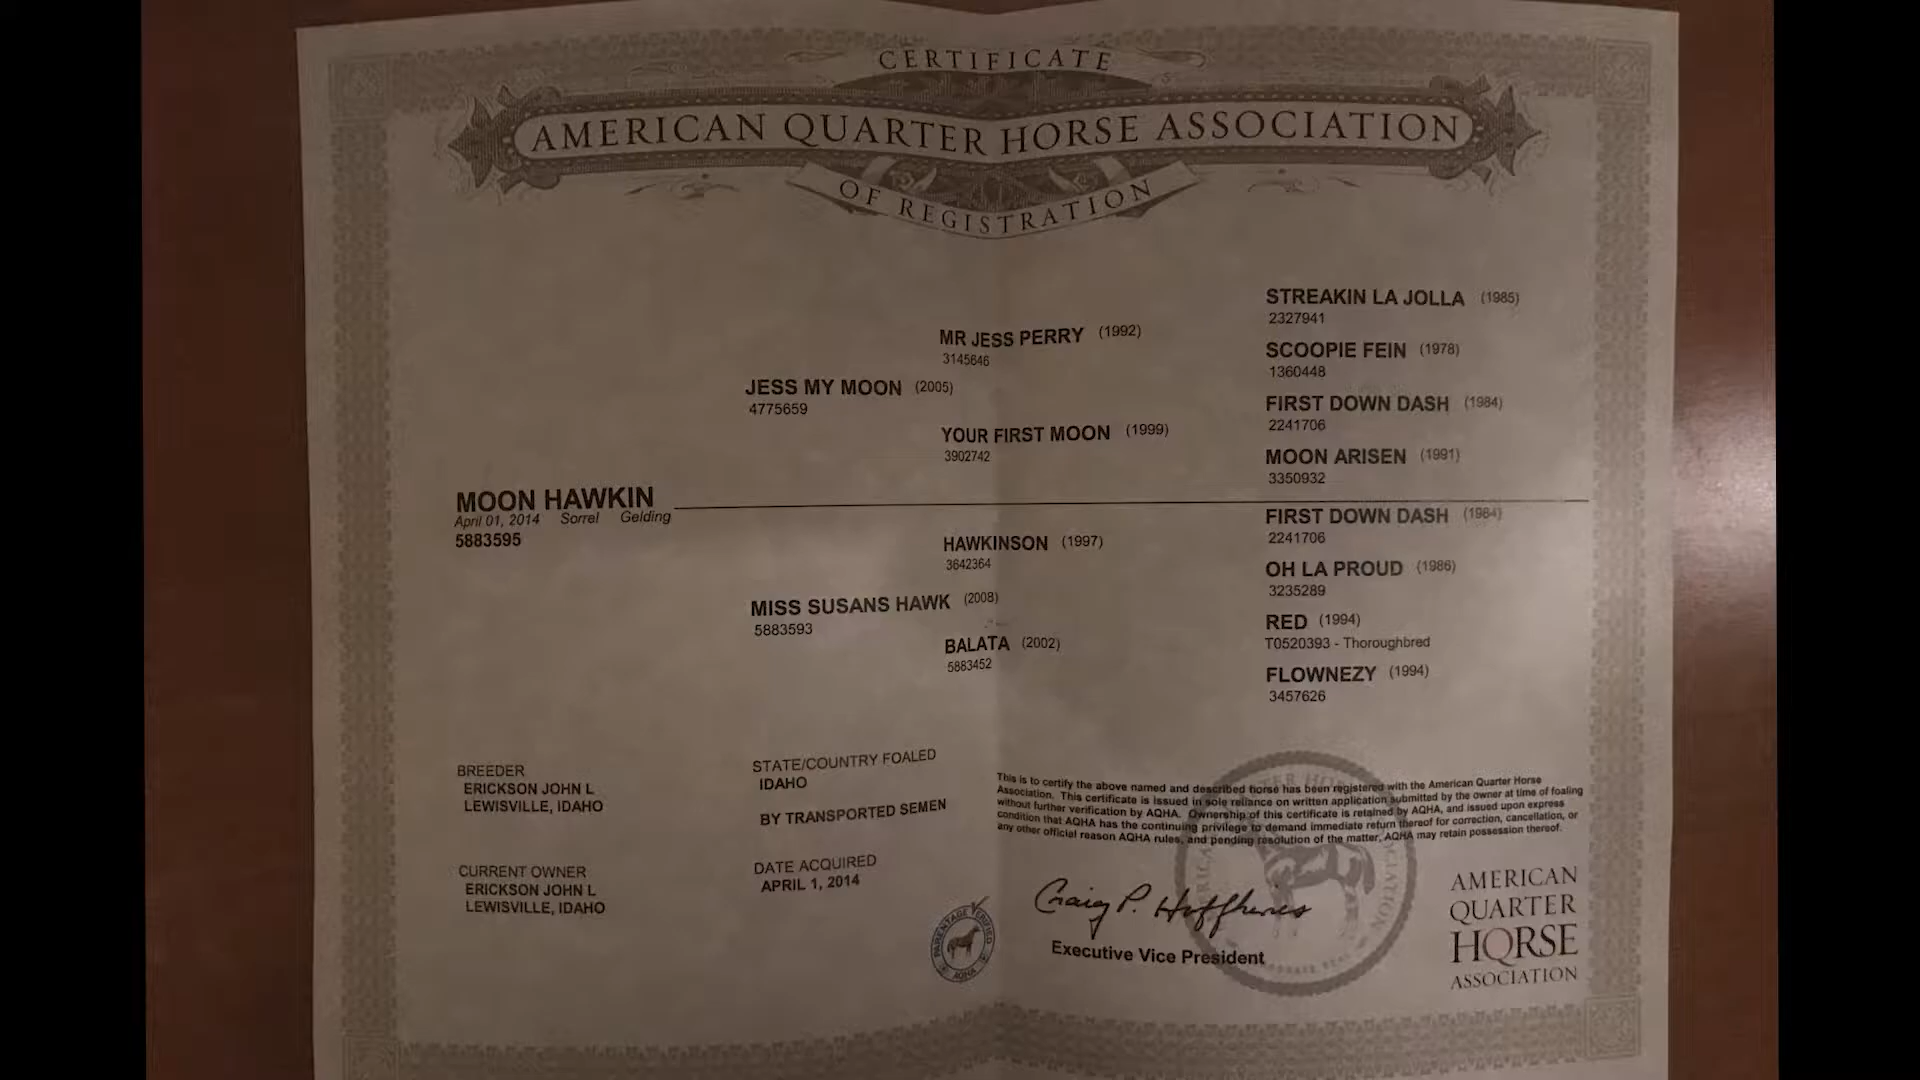 CERTIFICATE
AMERICAN QUARTER HORSE ASSOCIATION
OF REGISTRATION
STREAKIN LA JOLLA (1985)
2327941
MR JESS PERRY (1992)
3145646
SCOOPIE FEIN (1978)
1360448
JESS MY MOON (2005)
4775659
FIRST DOWN DASH (1984)
2241706
YOUR FIRST MOON (1999)
3902742
MOON ARISEN (1991)
3350932
MOON HAWKIN
April 01, 2014 Sorrel Gelding
5883595
FIRST DOWN DASH (1984)
2241706
HAWKINSON (1997)
3642364
OH LA PROUD (1986)
3235289
MISS SUSANS HAWK (2008)
5883593
RED (1994)
T0520393 - Thoroughbred
BALATA (2002)
5883452
FLOWNEZY (1994)
3457626
BREEDER
ERICKSON JOHN L
LEWISVILLE, IDAHO
STATE/COUNTRY FOALED
IDAHO
BY TRANSPORTED SEMEN
CURRENT OWNER
ERICKSON JOHN L
LEWISVILLE, IDAHO
DATE ACQUIRED
APRIL 1, 2014
This is to certify the above named and described horse has been registered with the American Quarter Horse
Association. This certificate is issued in sole reliance on written application submitted by the owner at time of foaling
without further verification by AQHA. Ownership of this certificate is retained by AQHA, and issued upon express
condition that AQHA has the continuing privilege to demand immediate return thereof for correction, cancellation, or
any other official reason AQHA rules, and pending resolution of the matter, AQHA may retain possession thereof.
PARENTAGE VERIFIED
AQHA
Craig P. Huffhines
Executive Vice President
AMERICAN
QUARTER
HORSE
ASSOCIATION